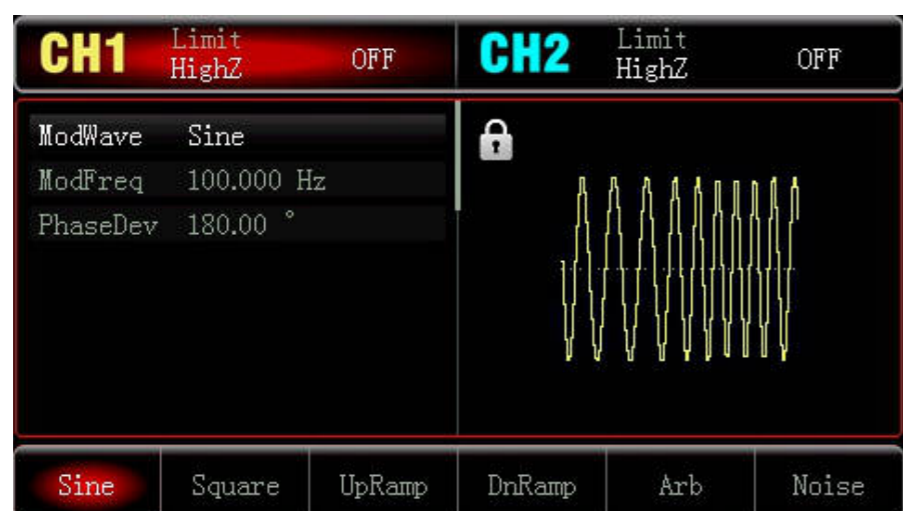 CH1 Limit HighZ OFF CH2 Limit HighZ OFF
ModWave Sine
ModFreq 100.000 Hz
PhaseDev 180.00 °
Sine Square UpRamp DnRamp Arb Noise